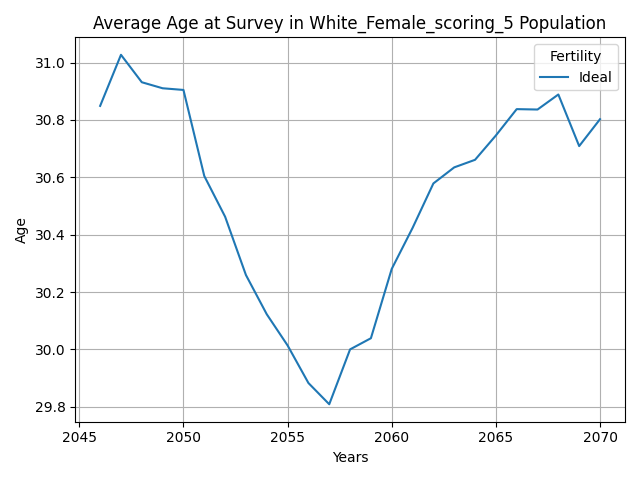 Average Age at Survey in White_Female_scoring_5 Population
Fertility
Ideal
31.0
30.8
30.6
30.4
30.2
30.0
29.8
Age
2045
2050
2055
2060
2065
2070
Years